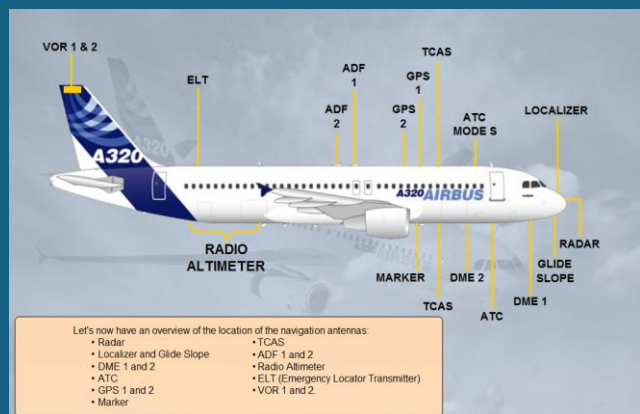 VOR 1 & 2
ELT
ADF
1
ADF
2
GPS
1
GPS
2
TCAS
ATC
MODE S
LOCALIZER
A320
A320 AIRBUS
RADIO
ALTIMETER
MARKER
TCAS
DME 2
ATC
DME 1
GLIDE
SLOPE
RADAR
Let's now have an overview of the location of the navigation antennas:
• Radar
• Localizer and Glide Slope
• DME 1 and 2
• ATC
• GPS 1 and 2
• Marker
• TCAS
• ADF 1 and 2
• Radio Altimeter
• ELT (Emergency Locator Transmitter)
• VOR 1 and 2.